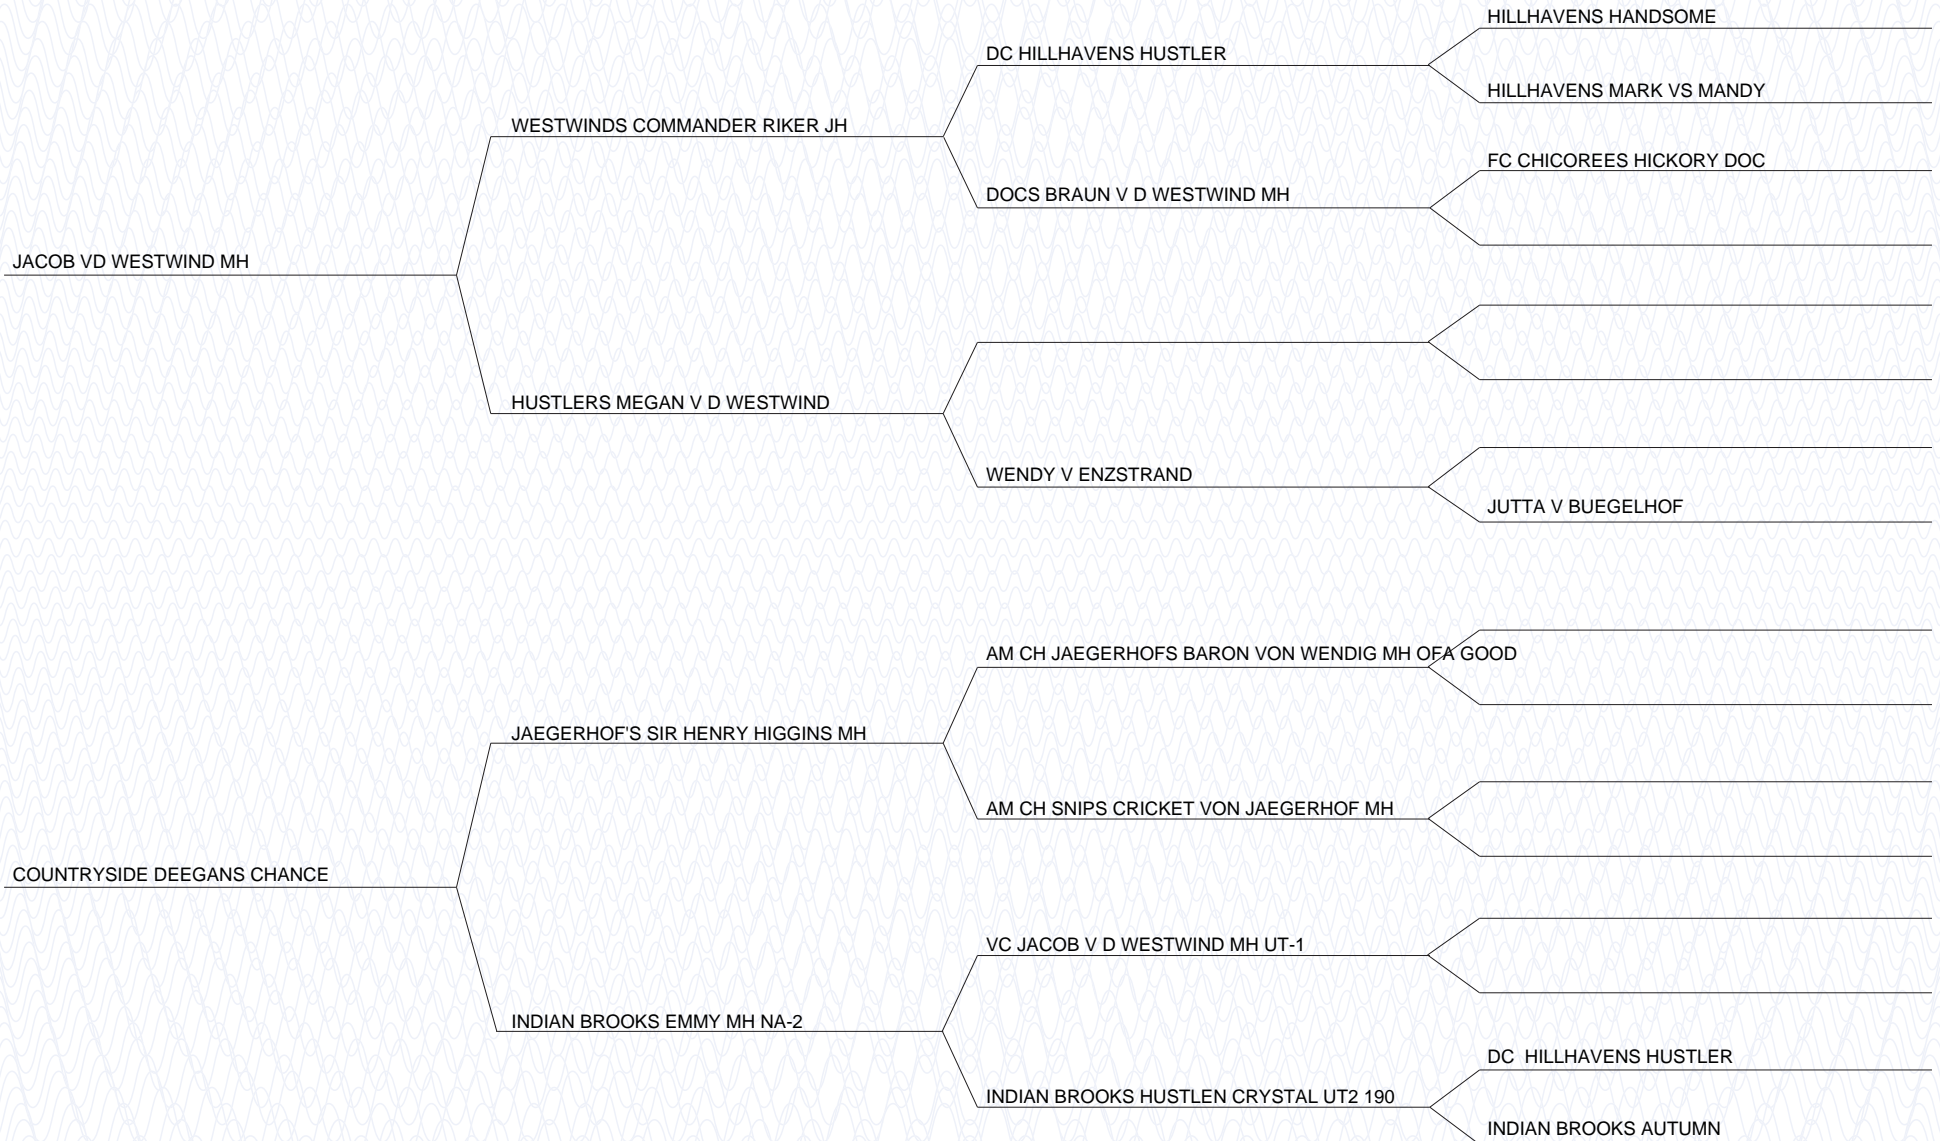 HILLHAVENS HANDSOME
DC HILLHAVENS HUSTLER
HILLHAVENS MARK VS MANDY
WESTWINDS COMMANDER RIKER JH
FC CHICOREES HICKORY DOC
DOCS BRAUN V D WESTWIND MH
JACOB VD WESTWIND MH
HUSTLERS MEGAN V D WESTWIND
WENDY V ENZSTRAND
JUTTA V BUEGELHOF
AM CH JAEGERHOFS BARON VON WENDIG MH OFA GOOD
JAEGERHOF'S SIR HENRY HIGGINS MH
AM CH SNIPS CRICKET VON JAEGERHOF MH
COUNTRYSIDE DEEGANS CHANCE
VC JACOB V D WESTWIND MH UT-1
INDIAN BROOKS EMMY MH NA-2
DC  HILLHAVENS HUSTLER
INDIAN BROOKS HUSTLEN CRYSTAL UT2 190
INDIAN BROOKS AUTUMN